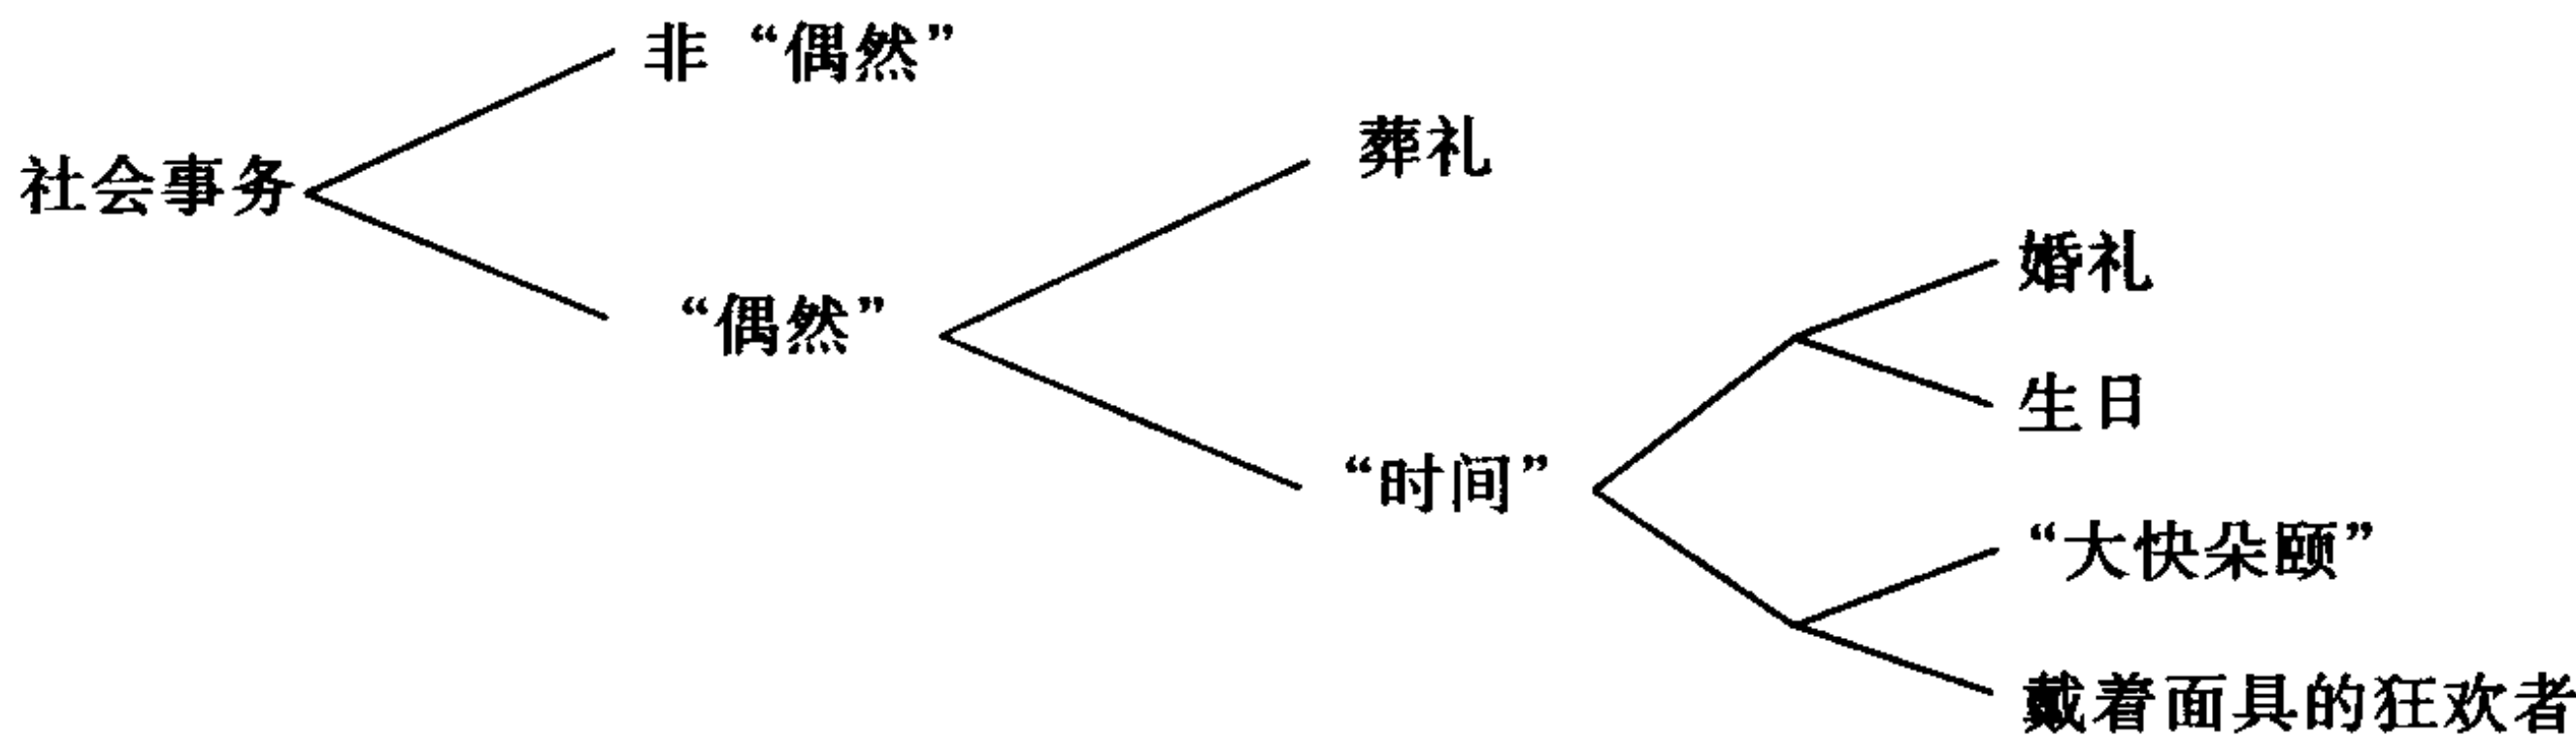 非“偶然”
社会事务
葬礼
“偶然”
婚礼
生日
“时间”
“大快朵颐”
戴着面具的狂欢者